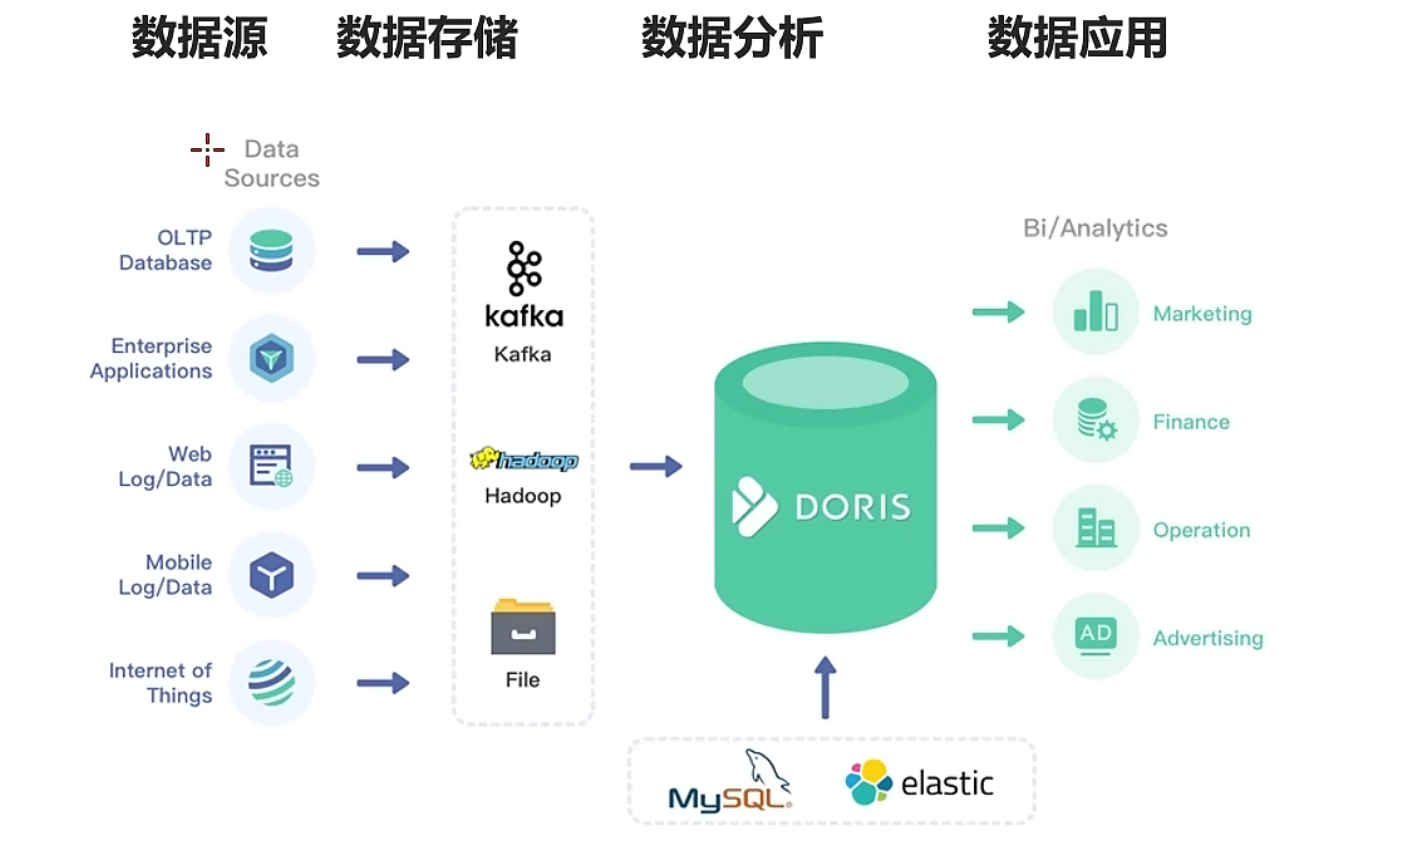 数据源
数据存储
数据分析
数据应用
Data
Sources
OLTP
Database
Enterprise
Applications
Web
Log/Data
Mobile
Log/Data
Internet of
Things
kafka
Kafka
hadoop
Hadoop
File
DORIS
MySQL
elastic
Bi/Analytics
Marketing
Finance
Operation
AD
Advertising